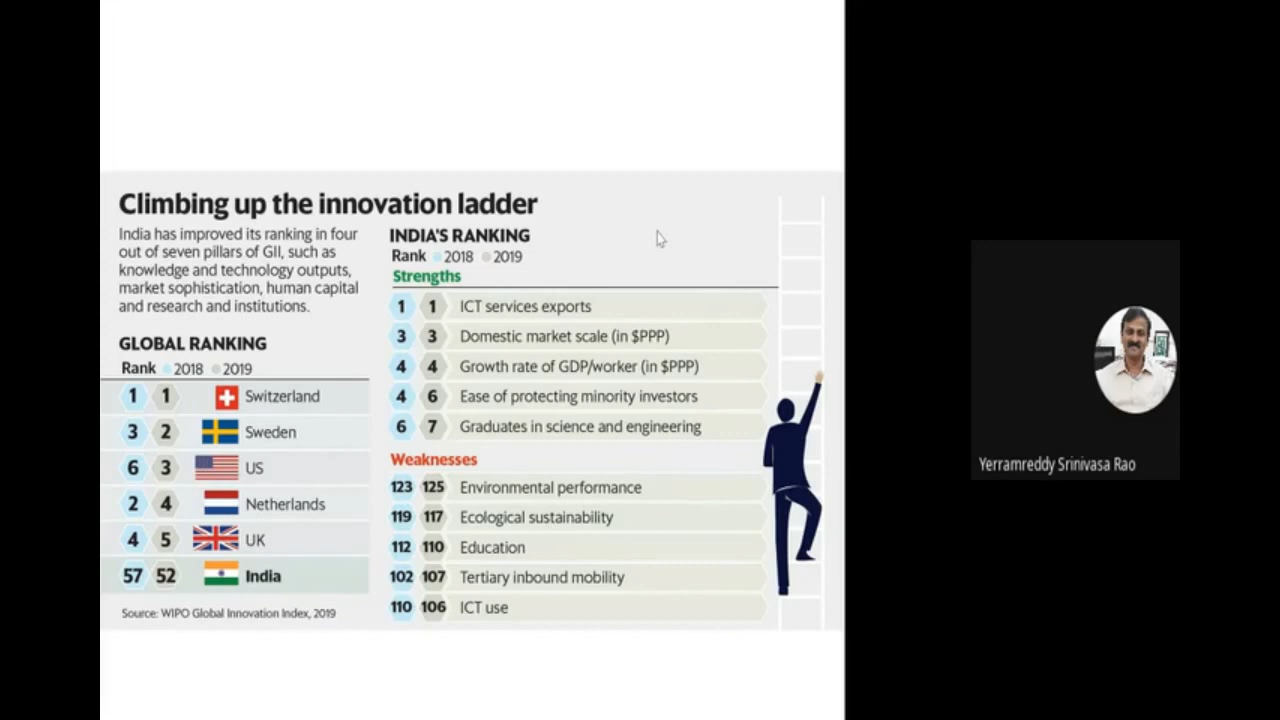 Climbing up the innovation ladder
India has improved its ranking in four
out of seven pillars of GII, such as
knowledge and technology outputs,
market sophistication, human capital
and research and institutions.
GLOBAL RANKING
Rank 2018 2019
1 1 Switzerland
3 2 Sweden
6 3 US
2 4 Netherlands
4 5 UK
57 52 India
Source: WIPO Global Innovation Index, 2019
INDIA'S RANKING
Rank 2018 2019
Strengths
1 1 ICT services exports
3 3 Domestic market scale (in $PPP)
4 4 Growth rate of GDP/worker (in $PPP)
4 6 Ease of protecting minority investors
6 7 Graduates in science and engineering
Weaknesses
123 125 Environmental performance
119 117 Ecological sustainability
112 110 Education
102 107 Tertiary inbound mobility
110 106 ICT use
Yerramreddy Srinivasa Rao